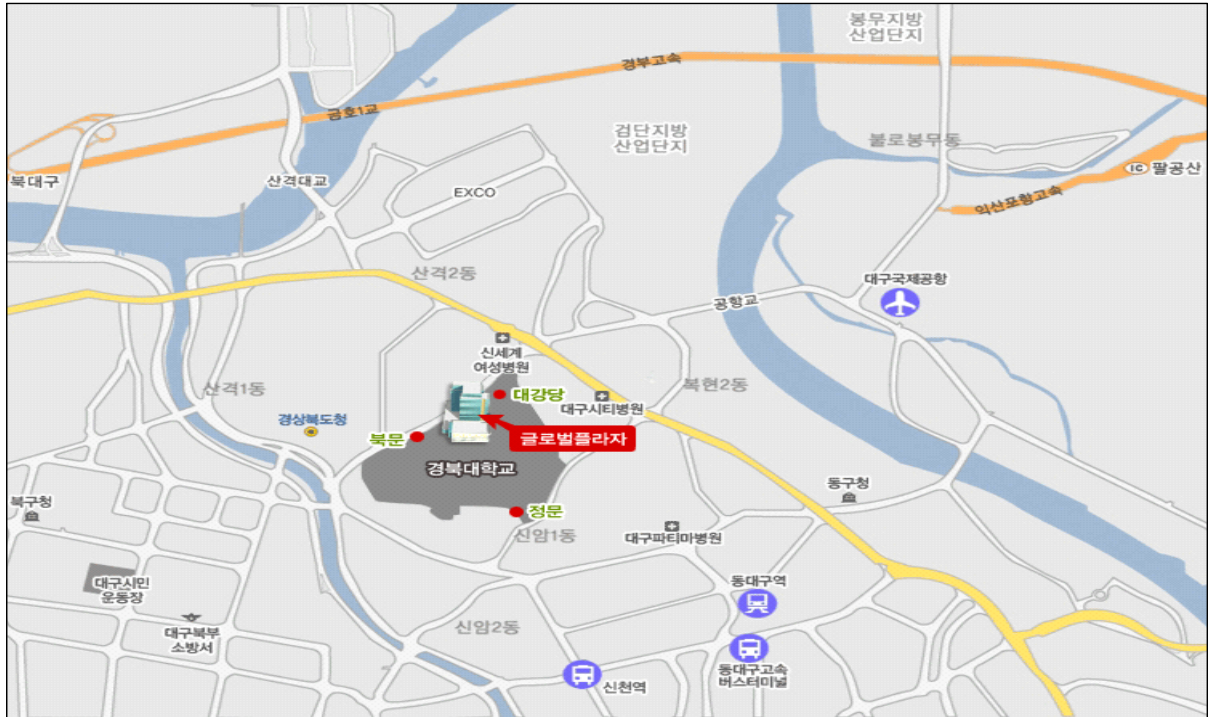 봉무지방
산업단지
경부고속
금호1교
검단지방
산업단지
불로봉무동
IC 팔공산
북대구
산격대교
EXCO
익산포항고속
산격2동
대구국제공항
공항교
신세계
여성병원
산격1동
대강당
복현2동
대구시티병원
경상북도청
북문
글로벌플라자
경북대학교
동구청
북구청
정문
신암1동
대구파티마병원
대구시민
운동장
동대구역
대구북부
소방서
신암2동
동대구고속
버스터미널
신천역